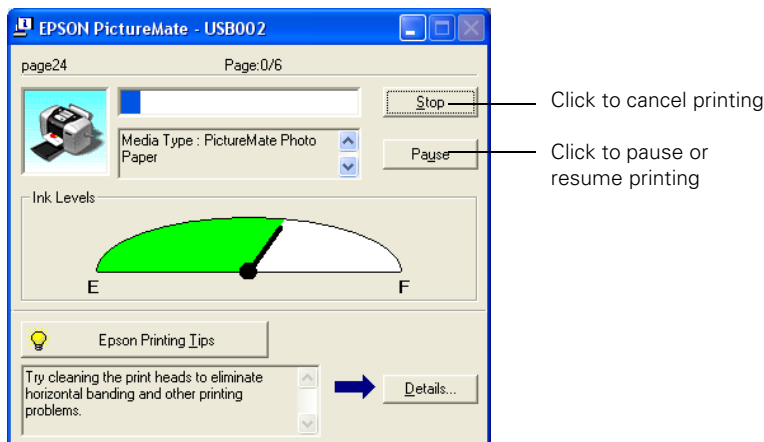 EPSON PictureMate - USB002
page24 Page:0/6
Stop
Click to cancel printing
Media Type : PictureMate Photo
Paper
Pause
Click to pause or
resume printing
Ink Levels
E F
Epson Printing Tips
Try cleaning the print heads to eliminate
horizontal banding and other printing
problems.
Details...